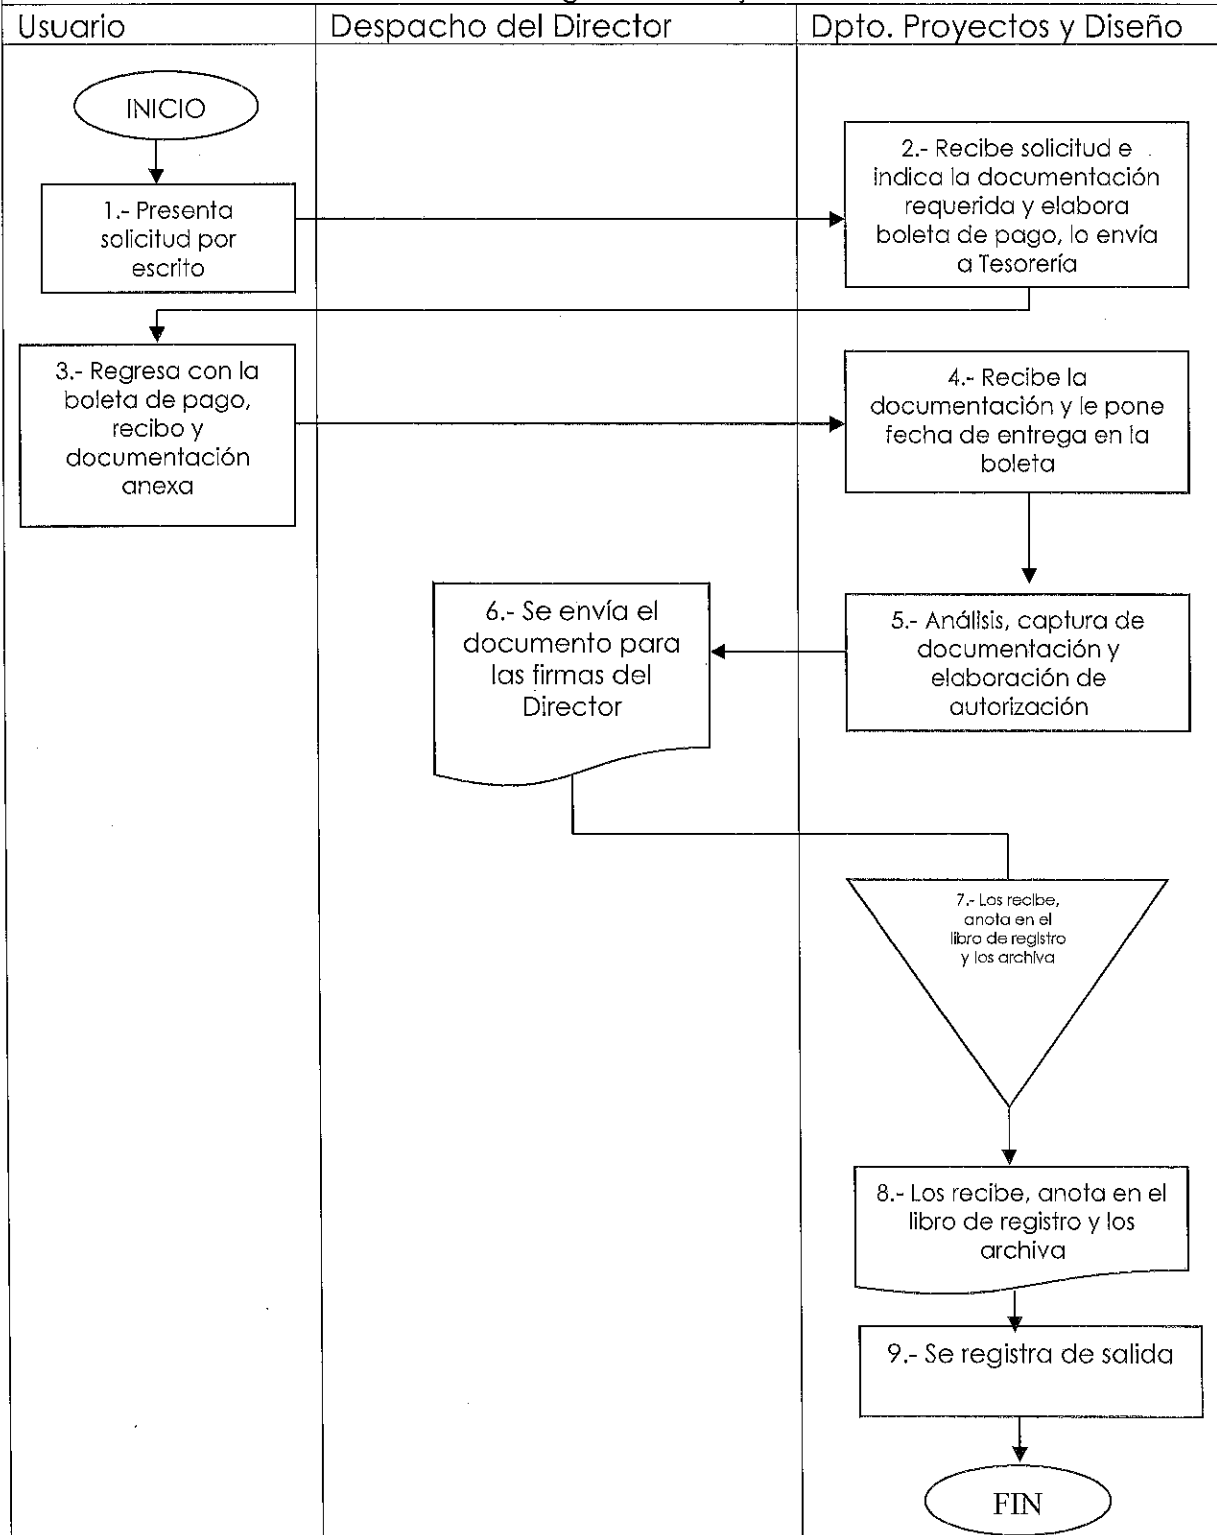 Usuario
Despacho del Director
Dpto. Proyectos y Diseño
INICIO
1.- Presenta
solicitud por
escrito
2.- Recibe solicitud e
indica la documentación
requerida y elabora
boleta de pago, lo envía
a Tesorería
3.- Regresa con la
boleta de pago,
recibo y
documentación
anexa
4.- Recibe la
documentación y le pone
fecha de entrega en la
boleta
5.- Análisis, captura de
documentación y
elaboración de
autorización
6.- Se envía el
documento para
las firmas del
Director
7.- Los recibe,
anota en el
libro de registro
y los archiva
8.- Los recibe, anota en el
libro de registro y los
archiva
9.- Se registra de salida
FIN